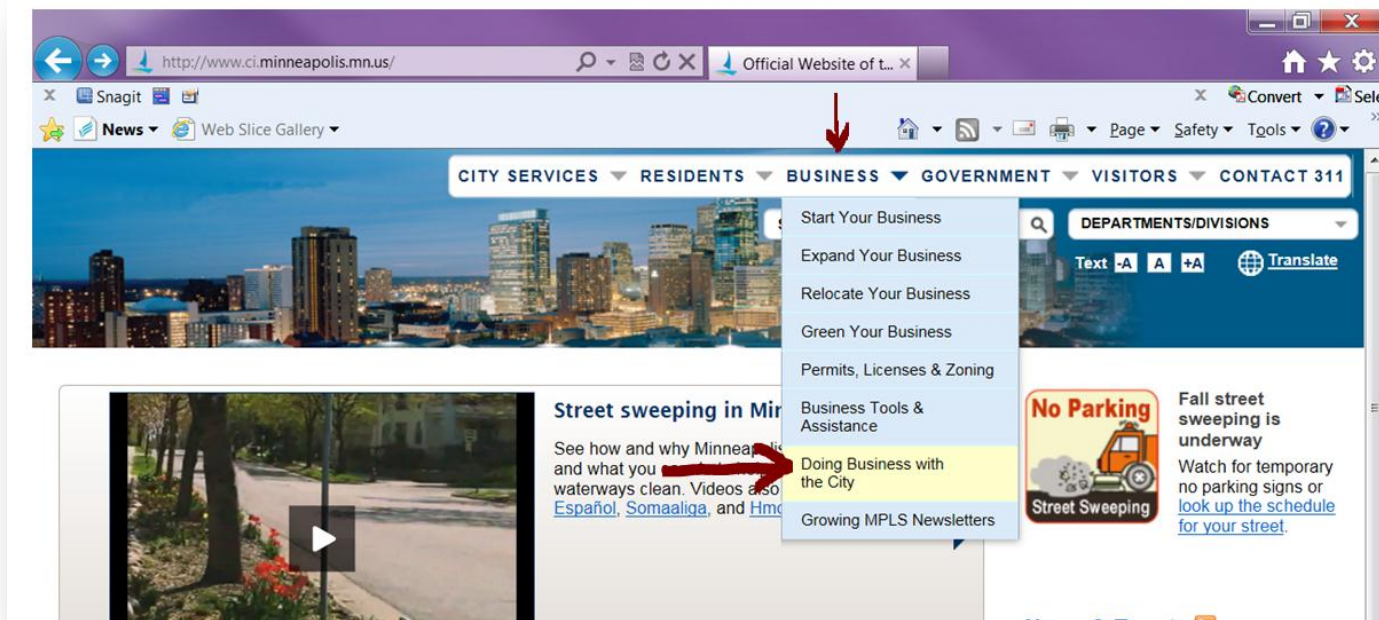 http://www.ci.minneapolis.mn.us/
Official Website of t...
Snagit
Convert
News
Web Slice Gallery
Page
Safety
Tools
CITY SERVICES RESIDENTS BUSINESS GOVERNMENT VISITORS CONTACT 311
Start Your Business
Expand Your Business
Relocate Your Business
Green Your Business
Permits, Licenses & Zoning
Business Tools &
Assistance
Doing Business with
the City
Growing MPLS Newsletters
DEPARTMENTS/DIVISIONS
Text -A A +A Translate
Street sweeping in
See how and why
and what you
waterways clean. Videos also
Español, Somaaliga, and
No Parking
Street Sweeping
Fall street
sweeping is
underway
Watch for temporary
no parking signs or
look up the schedule
for your street.